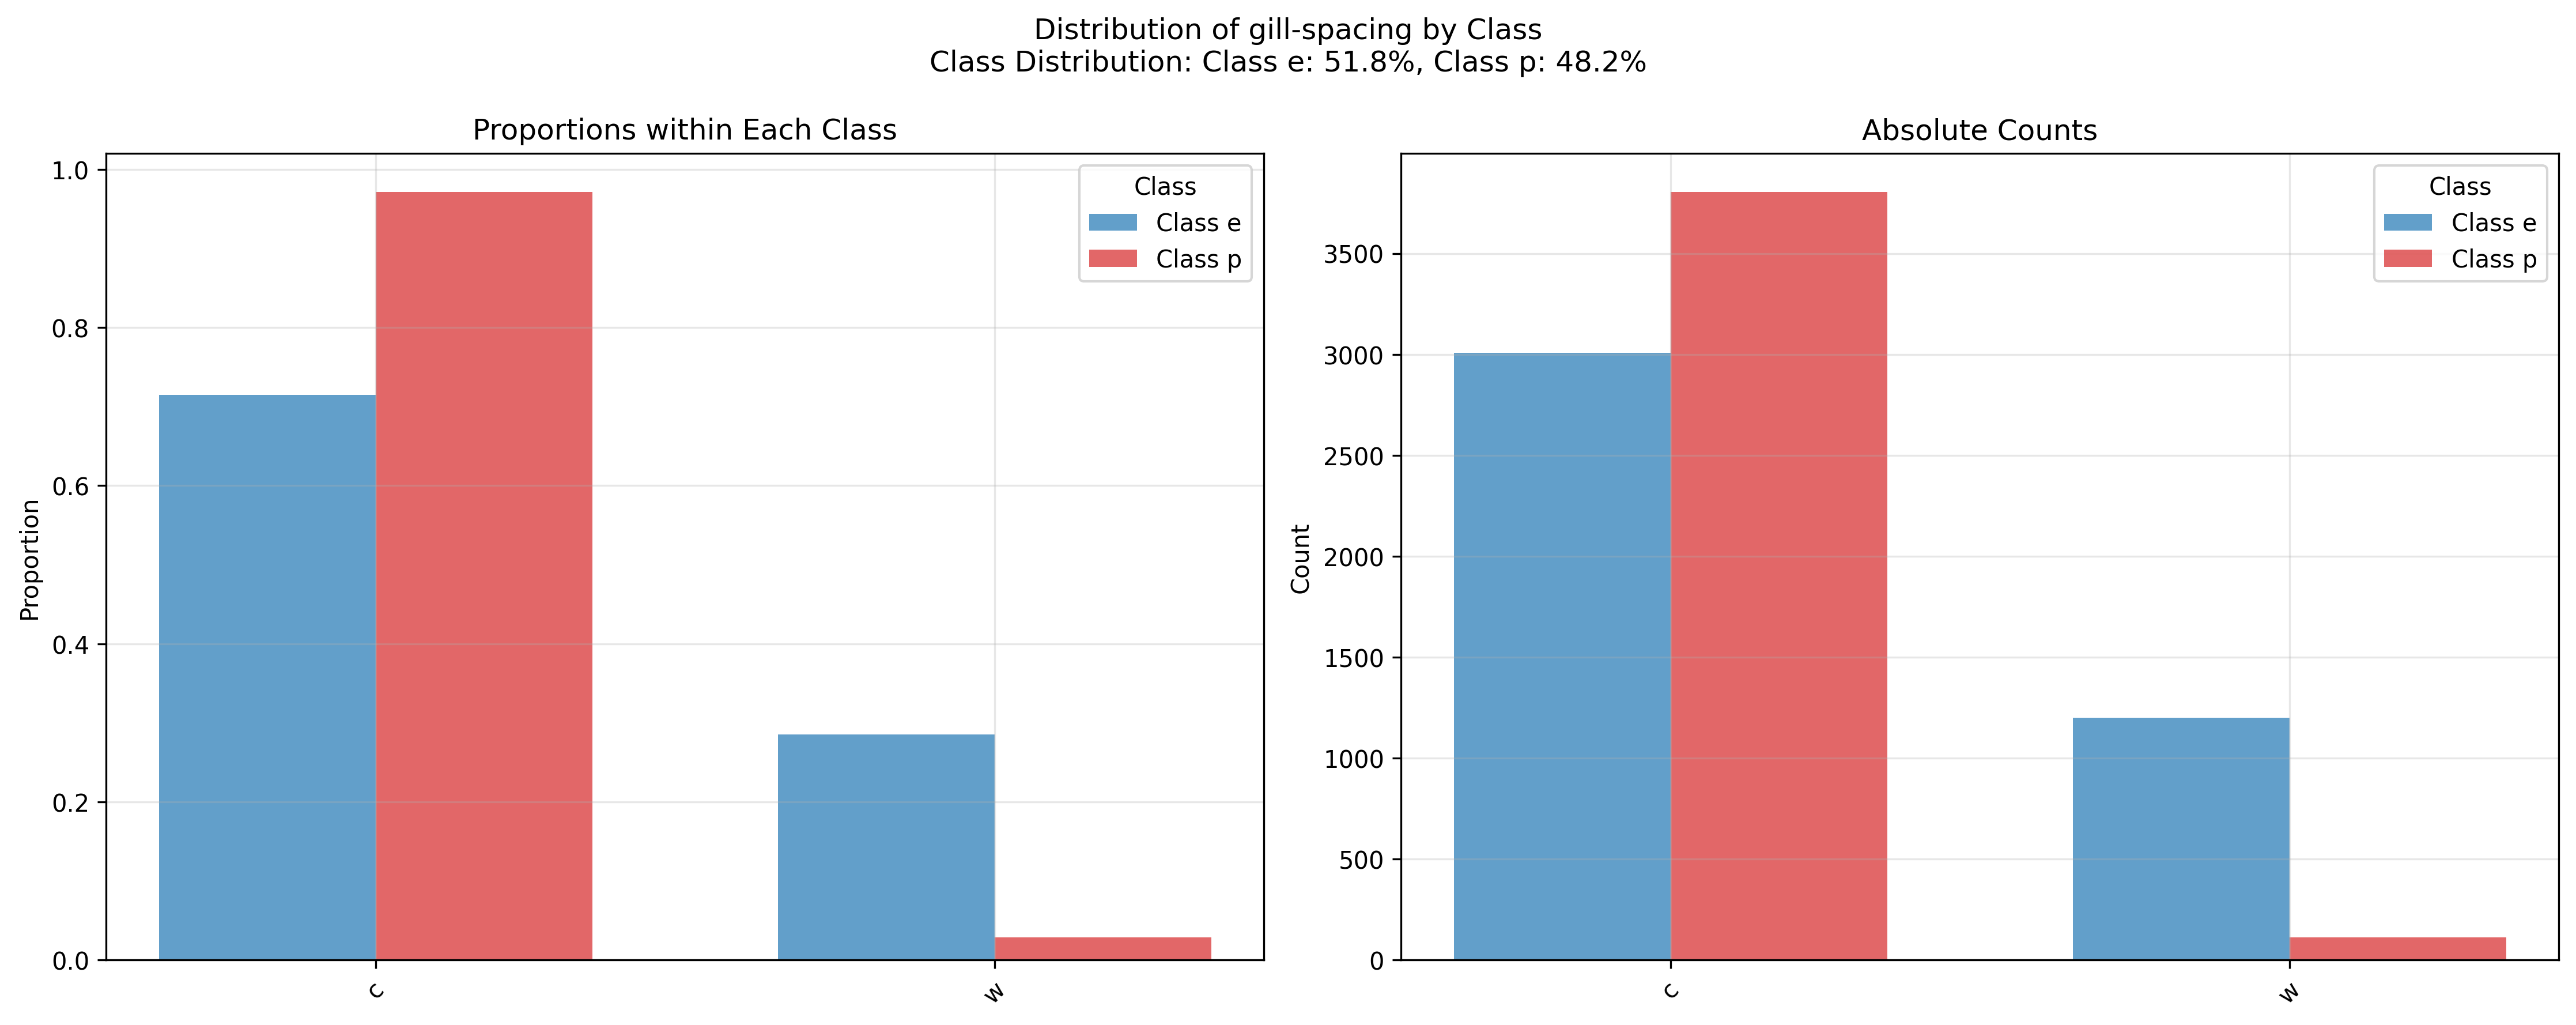 Distribution of gill-spacing by Class
Class Distribution: Class e: 51.8%, Class p: 48.2%
Proportions within Each Class
Proportion
1.0
0.8
0.6
0.4
0.2
0.0
Class
Class e
Class p
c
w
Absolute Counts
Count
3500
3000
2500
2000
1500
1000
500
0
Class
Class e
Class p
c
w